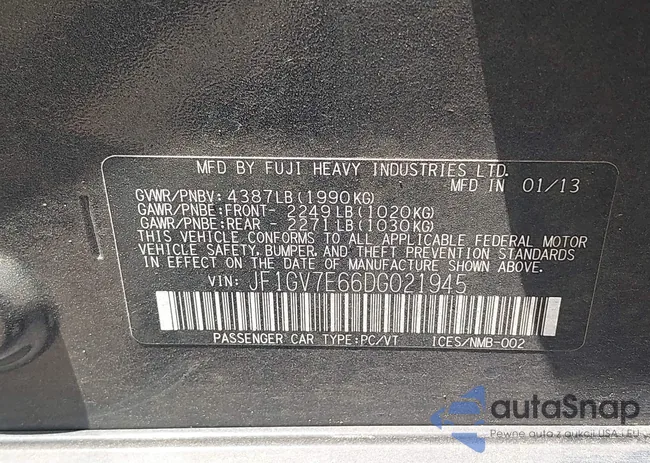 MFD BY FUJI HEAVY INDUSTRIES LTD.
MFD IN 01/13
GVWR/PNBV: 4387LB(1990KG)
GAWR/PNBE:FRONT- 2249LB(1020KG)
GAWR/PNBE:REAR - 2271LB(1030KG)
THIS VEHICLE CONFORMS TO ALL APPLICABLE FEDERAL MOTOR
VEHICLE SAFETY, BUMPER, AND THEFT PREVENTION STANDARDS
IN EFFECT ON THE DATE OF MANUFACTURE SHOWN ABOVE.
VIN: JF1GV7E66DG021945
PASSENGER CAR TYPE:PC/VT ICES/NMB-002
autaSnap
Pewne auta z aukcji USA i EU